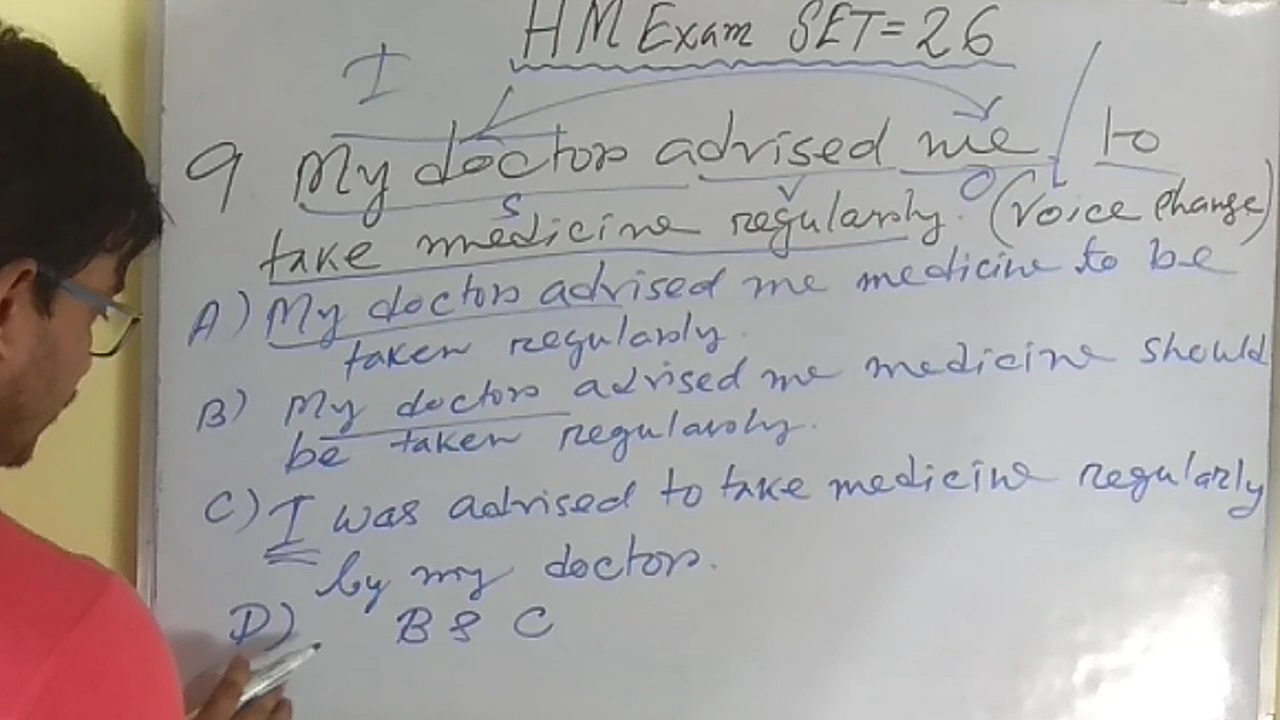 HM Exam SET=26
I
9 My doctor advised me / to
S V O
take medicine regularly. (Voice Change)
A) My doctor advised me medicine to be
taken regularly.
B) My doctor advised me medicine should
be taken regularly.
C) I was advised to take medicine regularly
by my doctor.
D) B & C